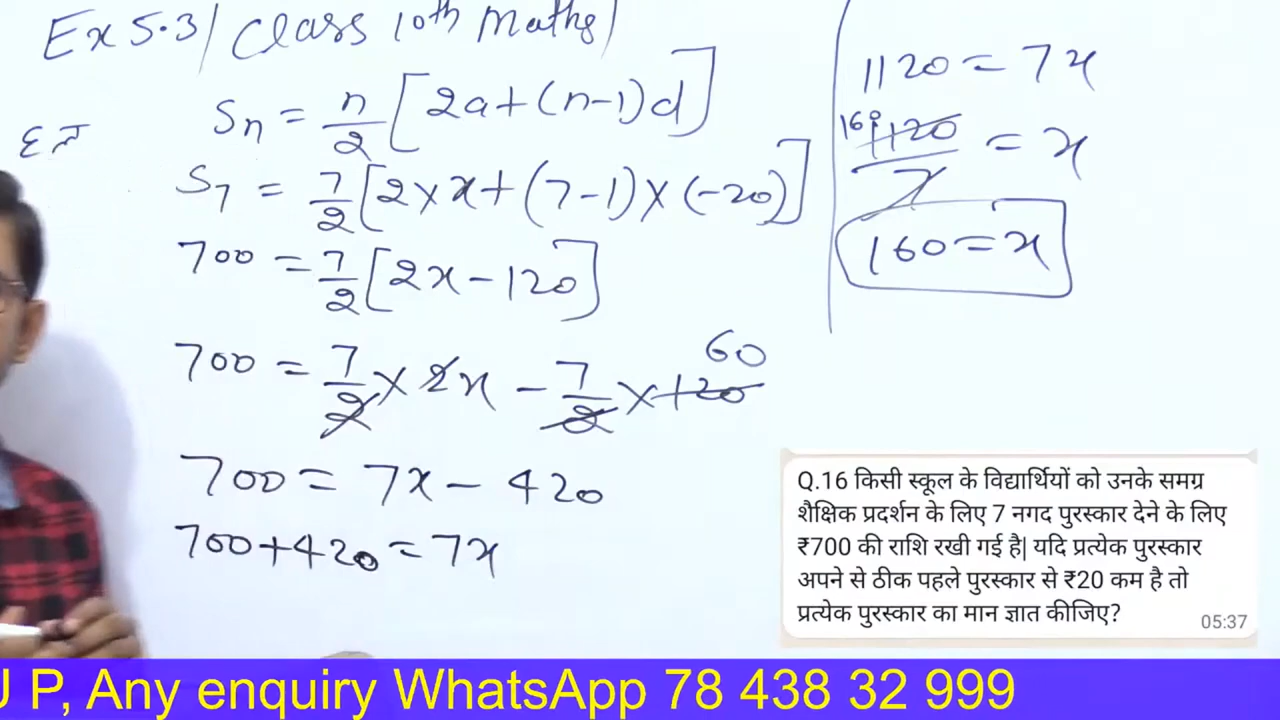 Ex 5.3/ Class 10th Maths/
हल
Sn = n/2 [2a+(n-1)d]
S7 = 7/2 [2×x+(7-1)×(-20)]
700 = 7/2 [2x-120]
60
700 = 7/2 × 2x - 7/2 × 120
700 = 7x - 420
700+420 = 7x
1120 = 7x
160
1120/7 = x
160 = x
Q.16 किसी स्कूल के विद्यार्थियों को उनके समग्र
शैक्षिक प्रदर्शन के लिए 7 नगद पुरस्कार देने के लिए
₹700 की राशि रखी गई है| यदि प्रत्येक पुरस्कार
अपने से ठीक पहले पुरस्कार से ₹20 कम है तो
प्रत्येक पुरस्कार का मान ज्ञात कीजिए?
05:37
U P, Any enquiry WhatsApp 78 438 32 999